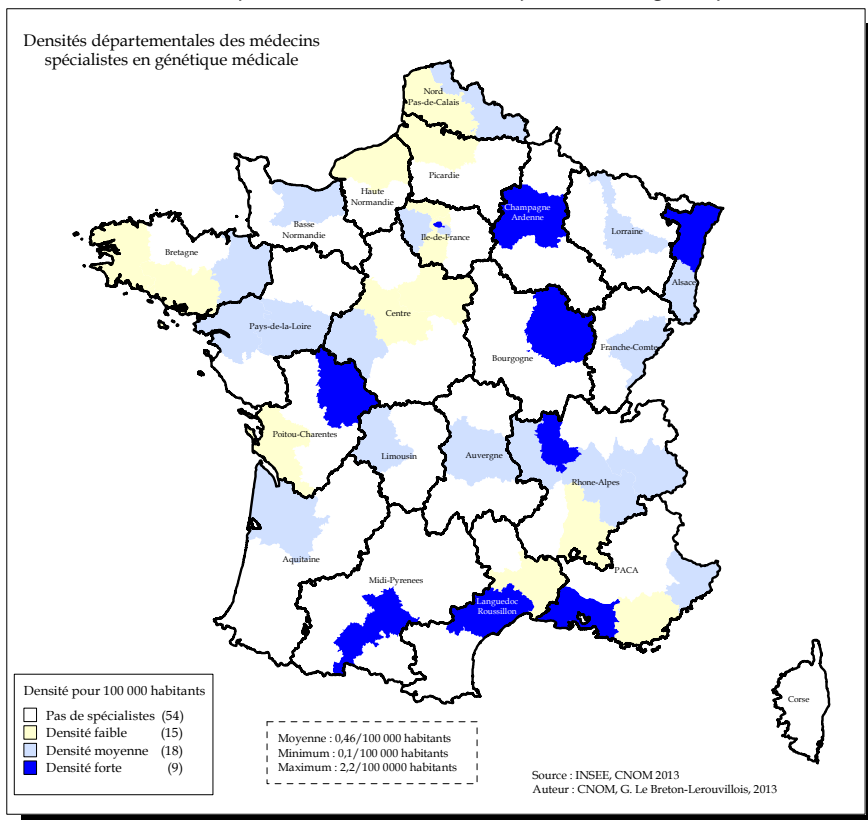 Densités départementales des médecins
spécialistes en génétique médicale
Nord
Pas-de-Calais
Picardie
Haute
Normandie
Basse
Normandie
Ile-de-France
Champagne
Ardenne
Lorraine
Alsace
Bretagne
Pays-de-la-Loire
Centre
Bourgogne
Franche-Comte
Poitou-Charentes
Limousin
Auvergne
Rhone-Alpes
Aquitaine
Midi-Pyrenees
Languedoc
Roussillon
PACA
Corse
Densité pour 100 000 habitants
Pas de spécialistes (54)
Densité faible (15)
Densité moyenne (18)
Densité forte (9)
Moyenne : 0,46/100 000 habitants
Minimum : 0,1/100 000 habitants
Maximum : 2,2/100 0000 habitants
Source : INSEE, CNOM 2013
Auteur : CNOM, G. Le Breton-Lerouvillois, 2013